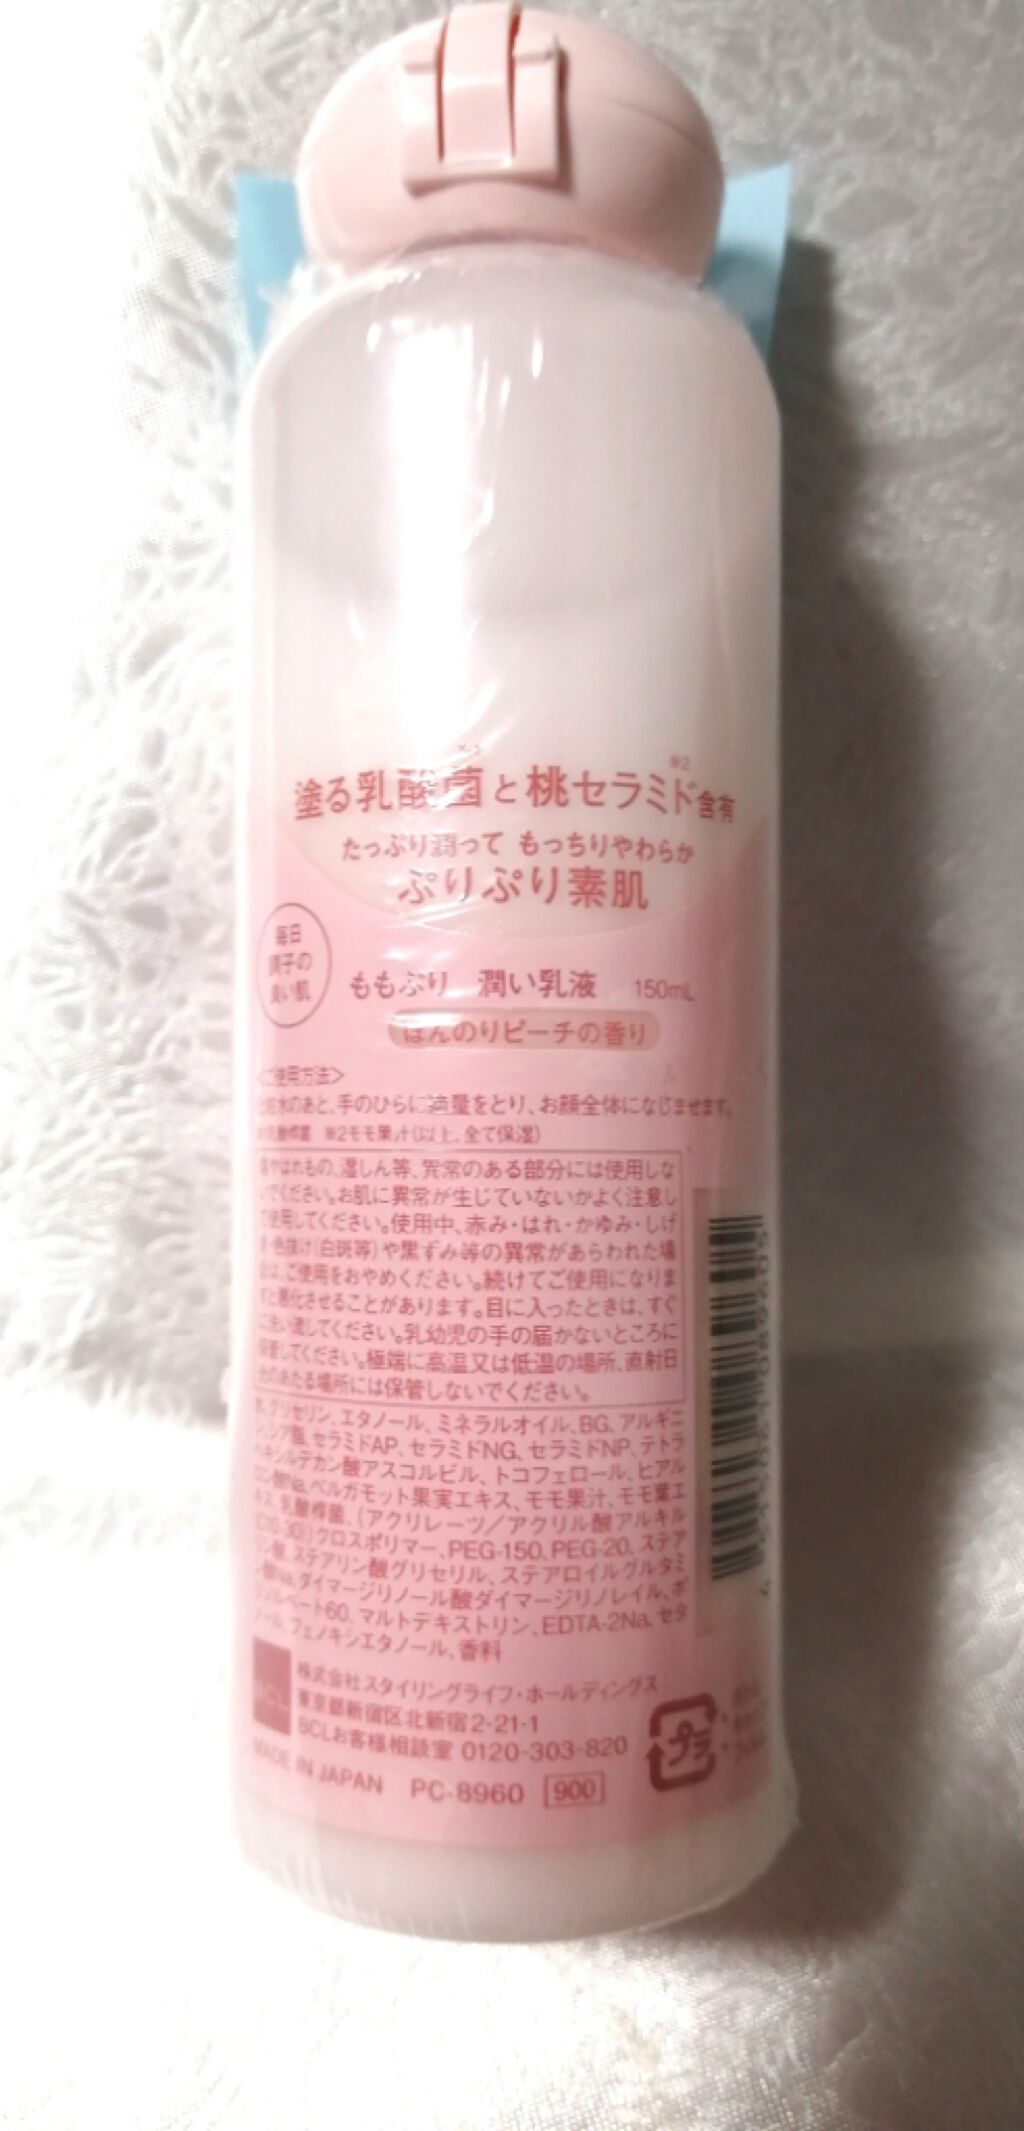 ※2
塗る乳酸菌と桃セラミド含有
たっぷり潤って もっちりやわらか
ぷりぷり素肌
毎日
調子の
良い肌
ももぷり 潤い乳液 150mL
ほんのりピーチの香り
<ご使用方法>
化粧水のあと、手のひらに適量をとり、お顔全体になじませます。
乳酸桿菌 ※2モモ果汁(以上、全て保湿)
傷やはれもの、湿しん等、異常のある部分には使用しな
いでください。お肌に異常が生じていないかよく注意し
て使用してください。使用中、赤み・はれ・かゆみ・しげ
き・色抜け(白斑等)や黒ずみ等の異常があらわれた場
合は、ご使用をおやめください。続けてご使用になりま
すと悪化させることがあります。目に入ったときは、すぐ
に洗い流してください。乳幼児の手の届かないところに
保管してください。極端に高温又は低温の場所、直射日
光のあたる場所には保管しないでください。
水、グリセリン、エタノール、ミネラルオイル、BG、アルギニ
ン、シア脂、セラミドAP、セラミドNG、セラミドNP、テトラ
ヘキシルデカン酸アスコルビル、トコフェロール、ヒアル
ロン酸Na、ベルガモット果実エキス、モモ果汁、モモ葉エ
キス、乳酸桿菌、(アクリレーツ/アクリル酸アルキル
(C10-30))クロスポリマー、PEG-150、PEG-20、ステア
リン酸、ステアリン酸グリセリル、ステアロイルグルタミ
ン酸Na、ダイマージリノール酸ダイマージリノレイル、ポ
リソルベート60、マルトデキストリン、EDTA-2Na、セタ
ノール、フェノキシエタノール、香料
株式会社スタイリングライフ・ホールディングス
東京都新宿区北新宿2-21-1
BCLお客様相談室 0120-303-820
MADE IN JAPAN PC-8960 900
プラ